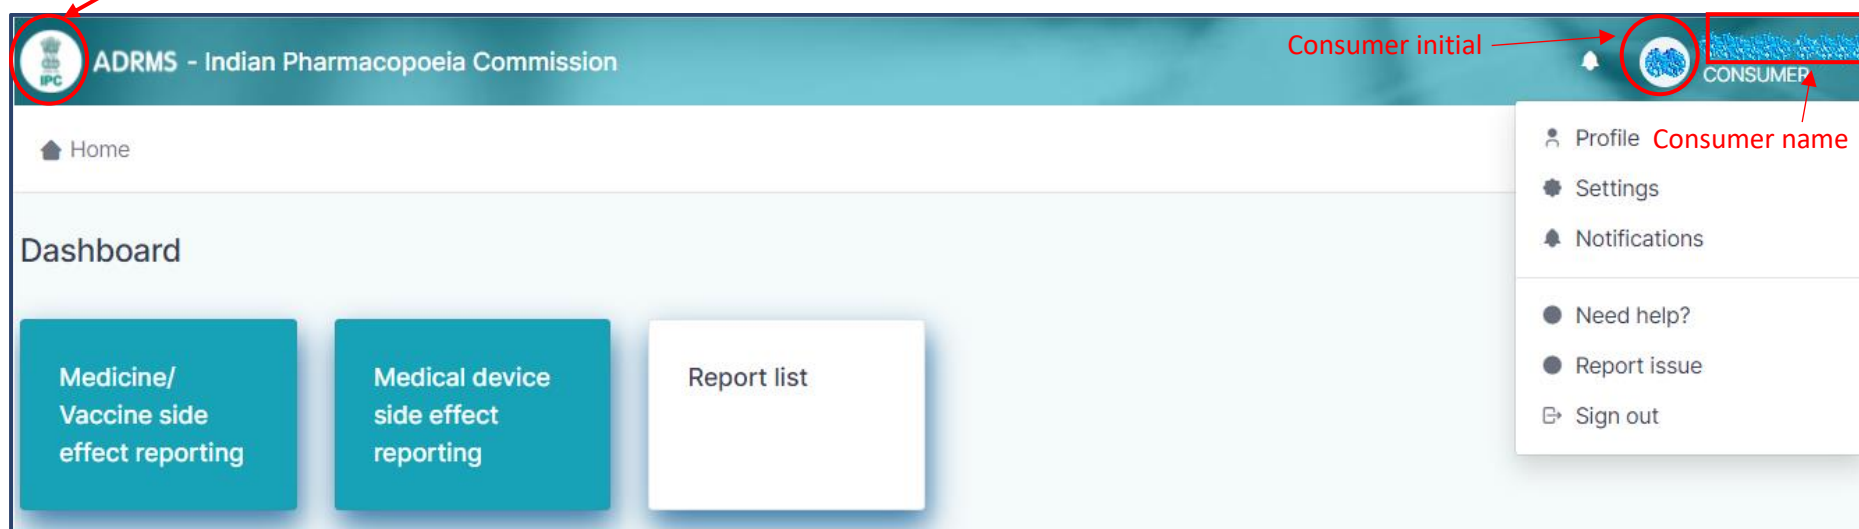 IPC
ADRMS - Indian Pharmacopoeia Commission
Consumer initial
CONSUMER
Home
Profile
Consumer name
Settings
Notifications
Dashboard
Need help?
Report issue
Sign out
Medicine/
Vaccine side
effect reporting
Medical device
side effect
reporting
Report list